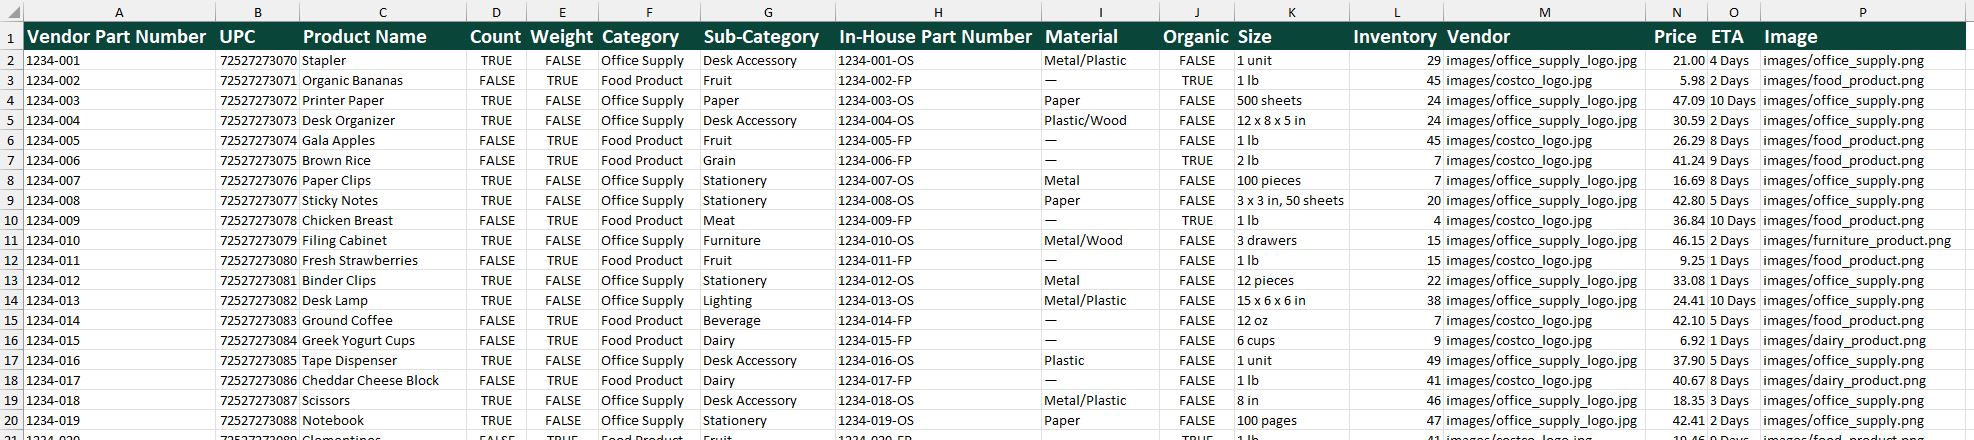 A B C D E F G H I J K L M N O P
1 Vendor Part Number UPC Product Name Count Weight Category Sub-Category In-House Part Number Material Organic Size Inventory Vendor Price ETA Image
2 1234-001 72527273070 Stapler TRUE FALSE Office Supply Desk Accessory 1234-001-OS Metal/Plastic FALSE 1 unit 29 images/office_supply_logo.jpg 21.00 4 Days images/office_supply.png
3 1234-002 72527273071 Organic Bananas FALSE TRUE Food Product Fruit 1234-002-FP — TRUE 1 lb 45 images/costco_logo.jpg 5.98 2 Days images/food_product.png
4 1234-003 72527273072 Printer Paper TRUE FALSE Office Supply Paper 1234-003-OS Paper FALSE 500 sheets 24 images/office_supply_logo.jpg 47.09 10 Days images/office_supply.png
5 1234-004 72527273073 Desk Organizer TRUE FALSE Office Supply Desk Accessory 1234-004-OS Plastic/Wood FALSE 12 x 8 x 5 in 24 images/office_supply_logo.jpg 30.59 2 Days images/office_supply.png
6 1234-005 72527273074 Gala Apples FALSE TRUE Food Product Fruit 1234-005-FP — FALSE 1 lb 45 images/costco_logo.jpg 26.29 8 Days images/food_product.png
7 1234-006 72527273075 Brown Rice FALSE TRUE Food Product Grain 1234-006-FP — TRUE 2 lb 7 images/costco_logo.jpg 41.24 9 Days images/food_product.png
8 1234-007 72527273076 Paper Clips TRUE FALSE Office Supply Stationery 1234-007-OS Metal FALSE 100 pieces 7 images/office_supply_logo.jpg 16.69 8 Days images/office_supply.png
9 1234-008 72527273077 Sticky Notes TRUE FALSE Office Supply Stationery 1234-008-OS Paper FALSE 3 x 3 in, 50 sheets 20 images/office_supply_logo.jpg 42.80 5 Days images/office_supply.png
10 1234-009 72527273078 Chicken Breast FALSE TRUE Food Product Meat 1234-009-FP — TRUE 1 lb 4 images/costco_logo.jpg 36.84 10 Days images/food_product.png
11 1234-010 72527273079 Filing Cabinet TRUE FALSE Office Supply Furniture 1234-010-OS Metal/Wood FALSE 3 drawers 15 images/office_supply_logo.jpg 46.15 2 Days images/furniture_product.png
12 1234-011 72527273080 Fresh Strawberries FALSE TRUE Food Product Fruit 1234-011-FP — FALSE 1 lb 15 images/costco_logo.jpg 9.25 1 Days images/food_product.png
13 1234-012 72527273081 Binder Clips TRUE FALSE Office Supply Stationery 1234-012-OS Metal FALSE 12 pieces 22 images/office_supply_logo.jpg 33.08 1 Days images/office_supply.png
14 1234-013 72527273082 Desk Lamp TRUE FALSE Office Supply Lighting 1234-013-OS Metal/Plastic FALSE 15 x 6 x 6 in 38 images/office_supply_logo.jpg 24.41 10 Days images/office_supply.png
15 1234-014 72527273083 Ground Coffee FALSE TRUE Food Product Beverage 1234-014-FP — FALSE 12 oz 7 images/costco_logo.jpg 42.10 5 Days images/food_product.png
16 1234-015 72527273084 Greek Yogurt Cups FALSE TRUE Food Product Dairy 1234-015-FP — FALSE 6 cups 9 images/costco_logo.jpg 6.92 1 Days images/dairy_product.png
17 1234-016 72527273085 Tape Dispenser TRUE FALSE Office Supply Desk Accessory 1234-016-OS Plastic FALSE 1 unit 49 images/office_supply_logo.jpg 37.90 5 Days images/office_supply.png
18 1234-017 72527273086 Cheddar Cheese Block FALSE TRUE Food Product Dairy 1234-017-FP — FALSE 1 lb 41 images/costco_logo.jpg 40.67 8 Days images/dairy_product.png
19 1234-018 72527273087 Scissors TRUE FALSE Office Supply Desk Accessory 1234-018-OS Metal/Plastic FALSE 8 in 46 images/office_supply_logo.jpg 18.35 3 Days images/office_supply.png
20 1234-019 72527273088 Notebook TRUE FALSE Office Supply Stationery 1234-019-OS Paper FALSE 100 pages 47 images/office_supply_logo.jpg 42.41 2 Days images/office_supply.png